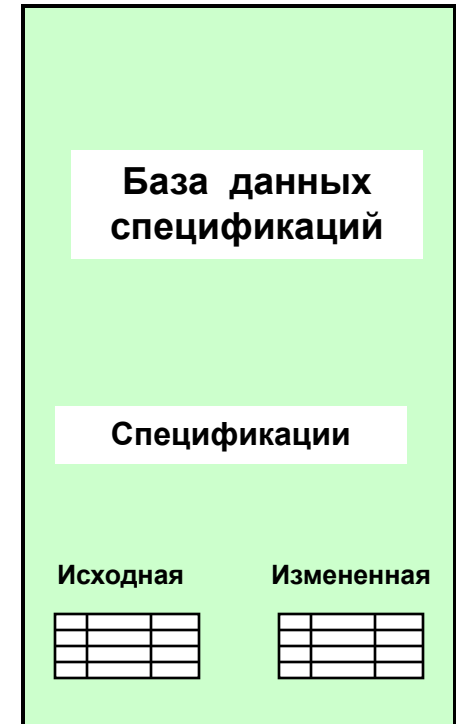 База данных
спецификаций
Спецификации
Исходная Измененная